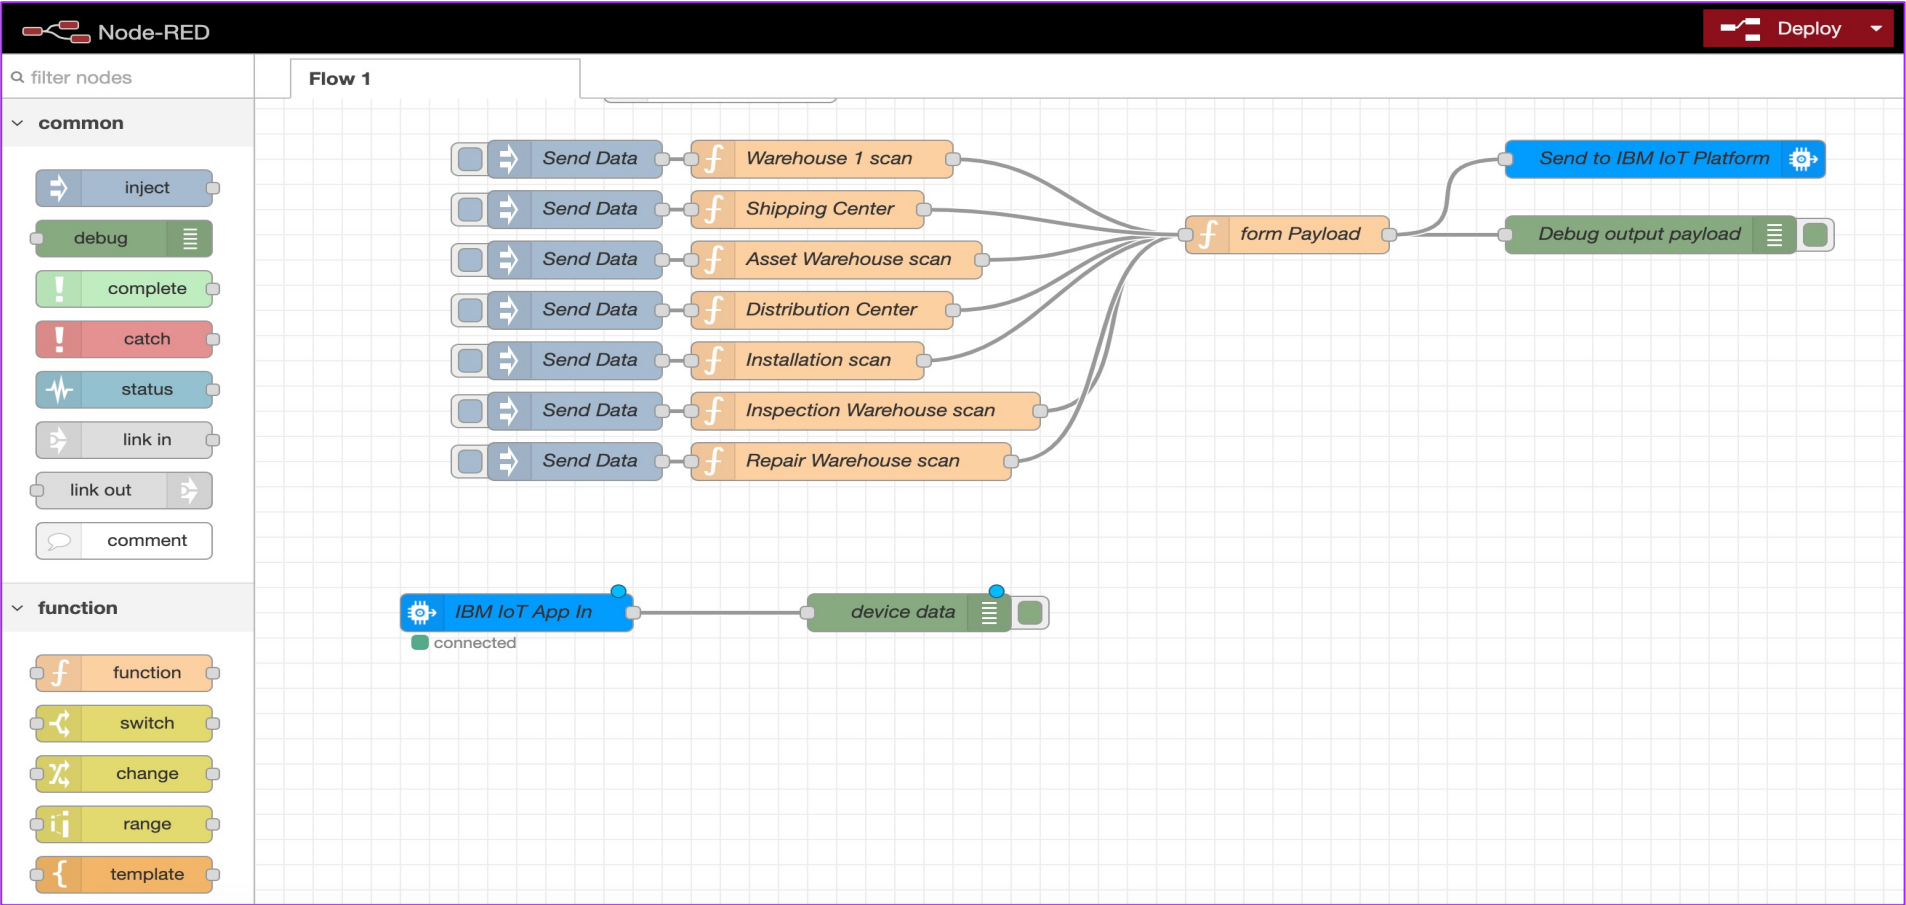 Node-RED
Deploy
filter nodes
Flow 1
common
inject
debug
complete
catch
status
link in
link out
comment
function
function
switch
change
range
template
Send Data
Warehouse 1 scan
Send Data
Shipping Center
Send Data
Asset Warehouse scan
Send Data
Distribution Center
Send Data
Installation scan
Send Data
Inspection Warehouse scan
Send Data
Repair Warehouse scan
form Payload
Send to IBM IoT Platform
Debug output payload
IBM IoT App In
connected
device data